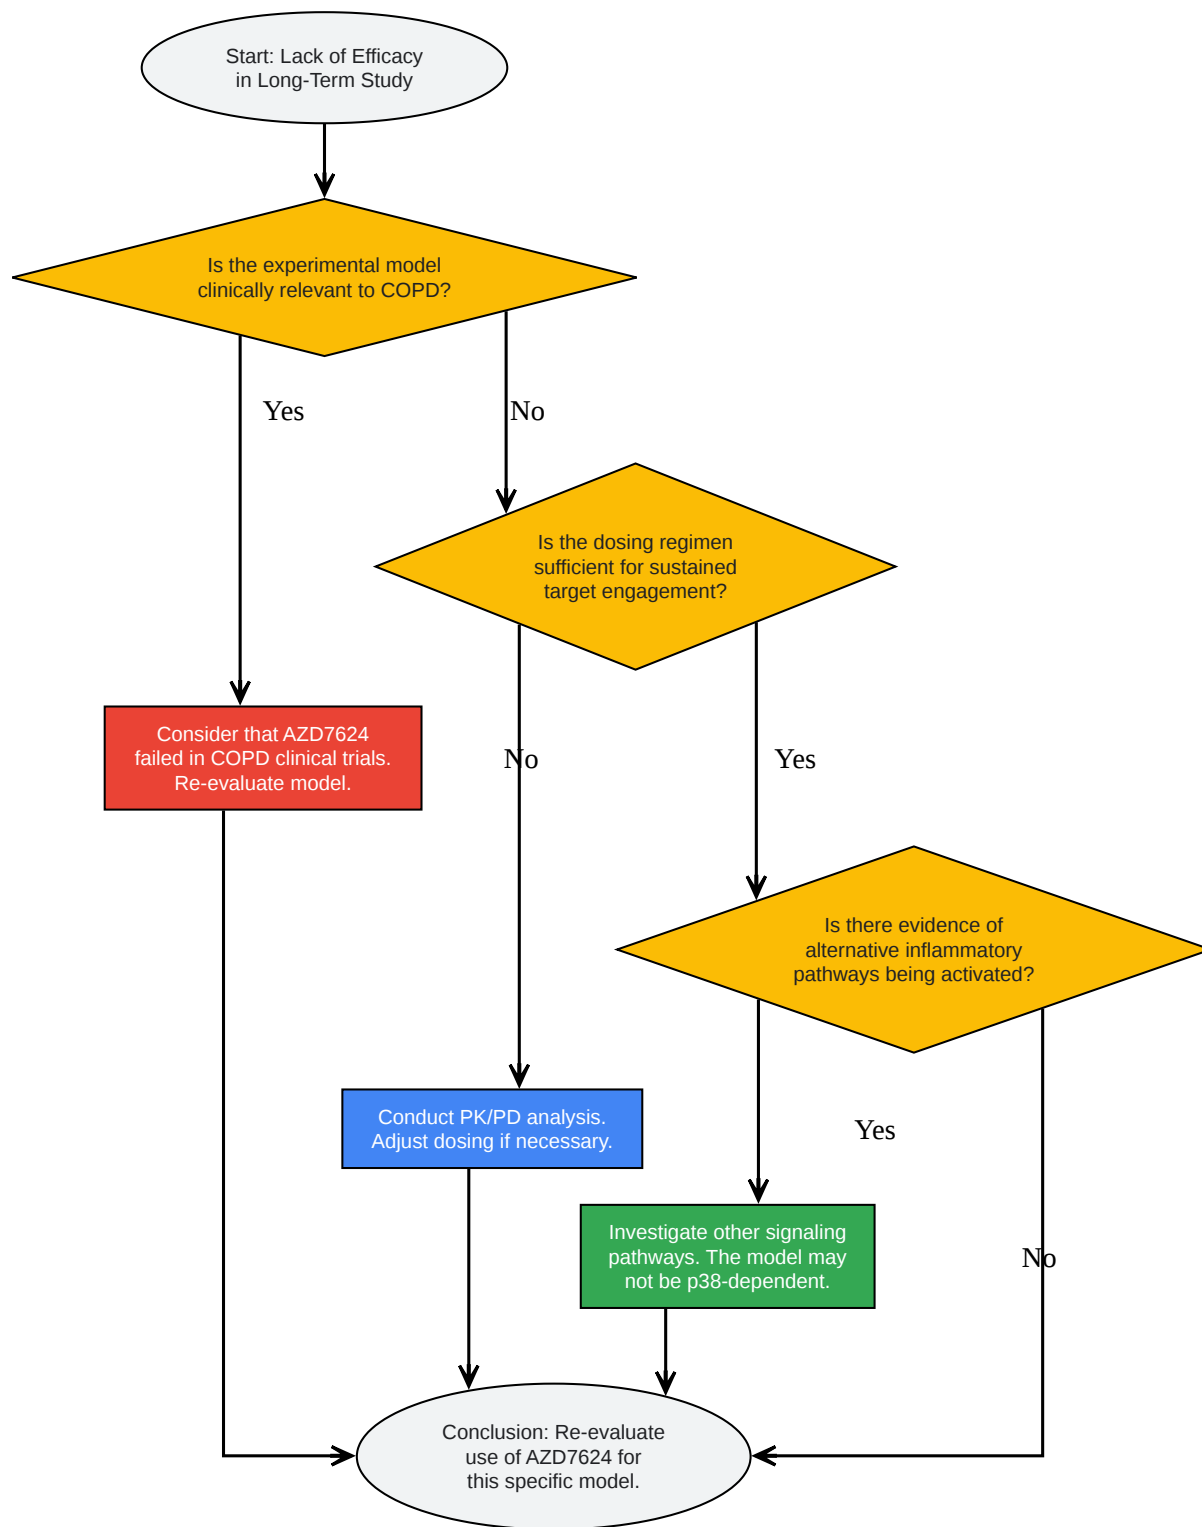 Start: Lack of Efficacy
in Long-Term Study
Is the experimental model
clinically relevant to COPD?
Yes
No
Is the dosing regimen
sufficient for sustained
target engagement?
Consider that AZD7624
failed in COPD clinical trials.
Re-evaluate model.
No
Yes
Is there evidence of
alternative inflammatory
pathways being activated?
Conduct PK/PD analysis.
Adjust dosing if necessary.
Yes
Investigate other signaling
pathways. The model may
not be p38-dependent.
No
Conclusion: Re-evaluate
use of AZD7624 for
this specific model.